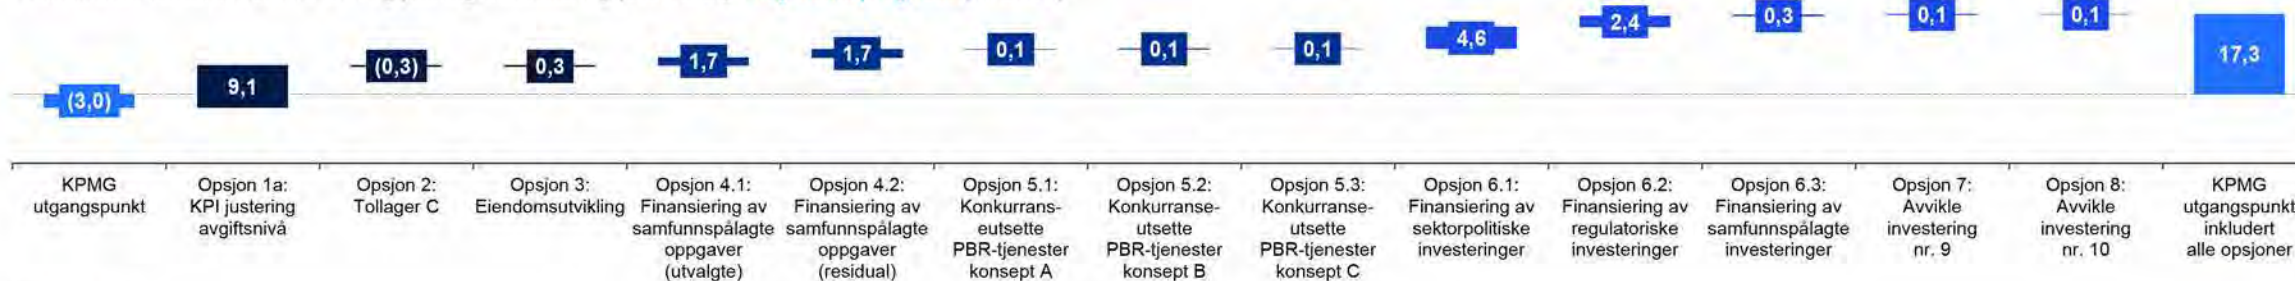 (3,0)
9,1
(0,3)
0,3
1,7
1,7
0,1
0,1
0,1
4,6
2,4
0,3
0,1
0,1
17,3
KPMG
utgangspunkt
Opsjon 1a:
KPI justering
avgiftsnivå
Opsjon 2:
Tollager C
Opsjon 3:
Eiendomsutvikling
Opsjon 4.1:
Finansiering av
samfunnspålagte
oppgaver
(utvalgte)
Opsjon 4.2:
Finansiering av
samfunnspålagte
oppgaver
(residual)
Opsjon 5.1:
Konkurrans-
eutsette
PBR-tjenester
konsept A
Opsjon 5.2:
Konkurranse-
utsette
PBR-tjenester
konsept B
Opsjon 5.3:
Konkurranse-
utsette
PBR-tjenester
konsept C
Opsjon 6.1:
Finansiering av
sektorpolitiske
investeringer
Opsjon 6.2:
Finansiering av
regulatoriske
investeringer
Opsjon 6.3:
Finansiering av
samfunnspålagte
investeringer
Opsjon 7:
Avvikle
investering
nr. 9
Opsjon 8:
Avvikle
investering
nr. 10
KPMG
utgangspunkt
inkludert
alle opsjoner